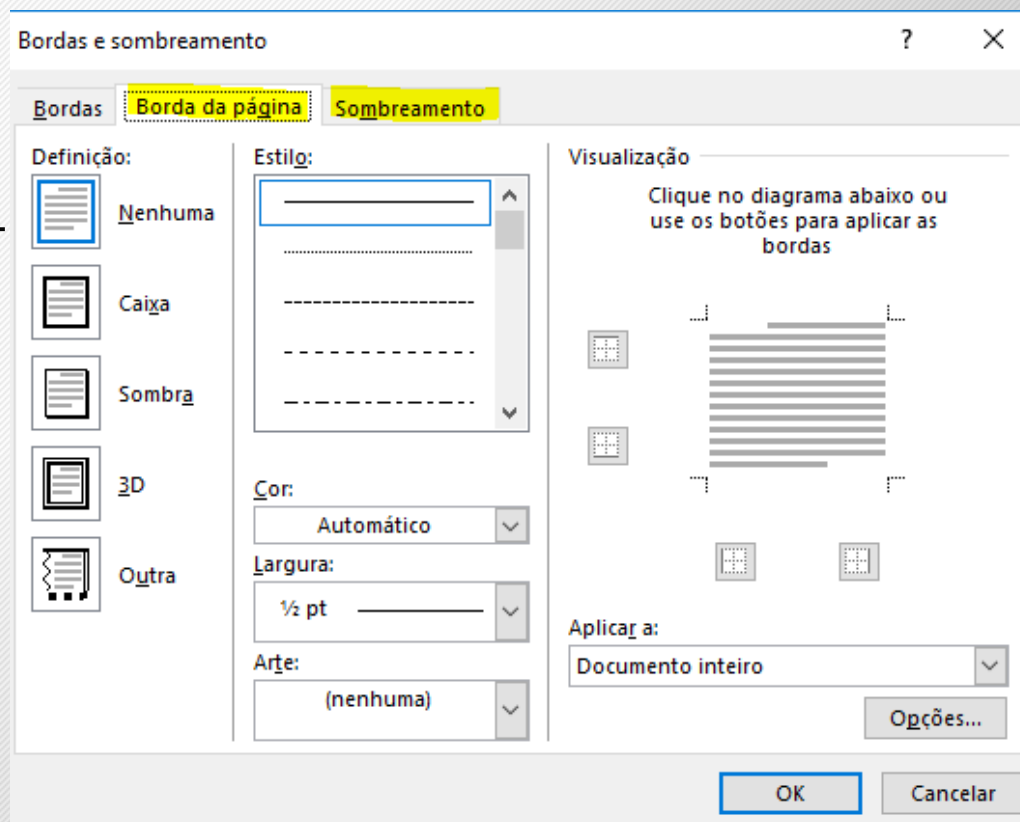 Bordas e sombreamento
?
Bordas
Borda da página
Sombreamento
Definição:
Nenhuma
Caixa
Sombra
3D
Outra
Estilo:
Cor:
Automático
Largura:
½ pt
Arte:
(nenhuma)
Visualização
Clique no diagrama abaixo ou
use os botões para aplicar as
bordas
Aplicar a:
Documento inteiro
Opções...
OK
Cancelar